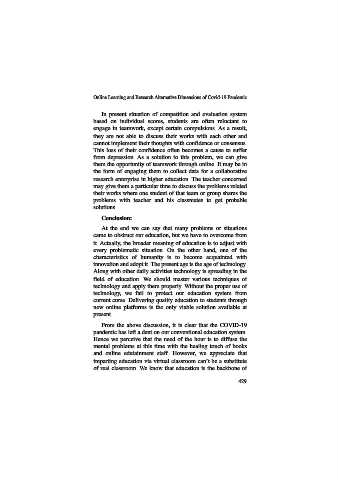 Online Learning and Research Alternative Dimensions of Covid-19 Pandemic
In present situation of competition and evaluation system
based on individual scores, students are often reluctant to
engage in teamwork, except certain compulsions. As a result,
they are not able to discuss their works with each other and
cannot implement their thoughts with confidence or consensus.
This loss of their confidence often becomes a cause to suffer
from depression. As a solution to this problem, we can give
them the opportunity of teamwork through online. It may be in
the form of engaging them to collect data for a collaborative
research enterprise in higher education. The teacher concerned
may give them a particular time to discuss the problems related
their works where one student of that team or group shares the
problems with teacher and his classmates to get probable
solutions.
Conclusion:
At the end we can say that many problems or situations
came to obstruct our education, but we have to overcome from
it. Actually, the broader meaning of education is to adjust with
every problematic situation. On the other hand, one of the
characteristics of humanity is to become acquainted with
innovation and adopt it. The present age is the age of technology.
Along with other daily activities technology is spreading in the
field of education. We should master various techniques of
technology and apply them properly. Without the proper use of
technology, we fail to protect our education system from
current curse. Delivering quality education to students through
new online platforms is the only viable solution available at
present.
From the above discussion, it is clear that the COVID-19
pandemic has left a dent on our conventional education system.
Hence we perceive that the need of the hour is to diffuse the
mental problems at this time with the healing touch of books
and online edutainment stuff. However, we appreciate that
imparting education via virtual classroom can't be a substitute
of real classroom. We know that education is the backbone of
429